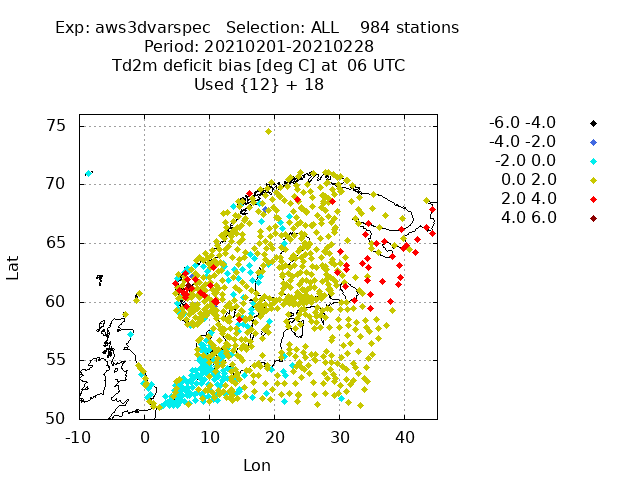 Exp: aws3dvarspec   Selection: ALL    984 stations
Period: 20210201-20210228
Td2m deficit bias [deg C] at  06 UTC
Used {12} + 18
-6.0 -4.0
-4.0 -2.0
-2.0 0.0
0.0 2.0
2.0 4.0
4.0 6.0
75
70
65
60
55
50
Lat
-10 0 10 20 30 40
Lon